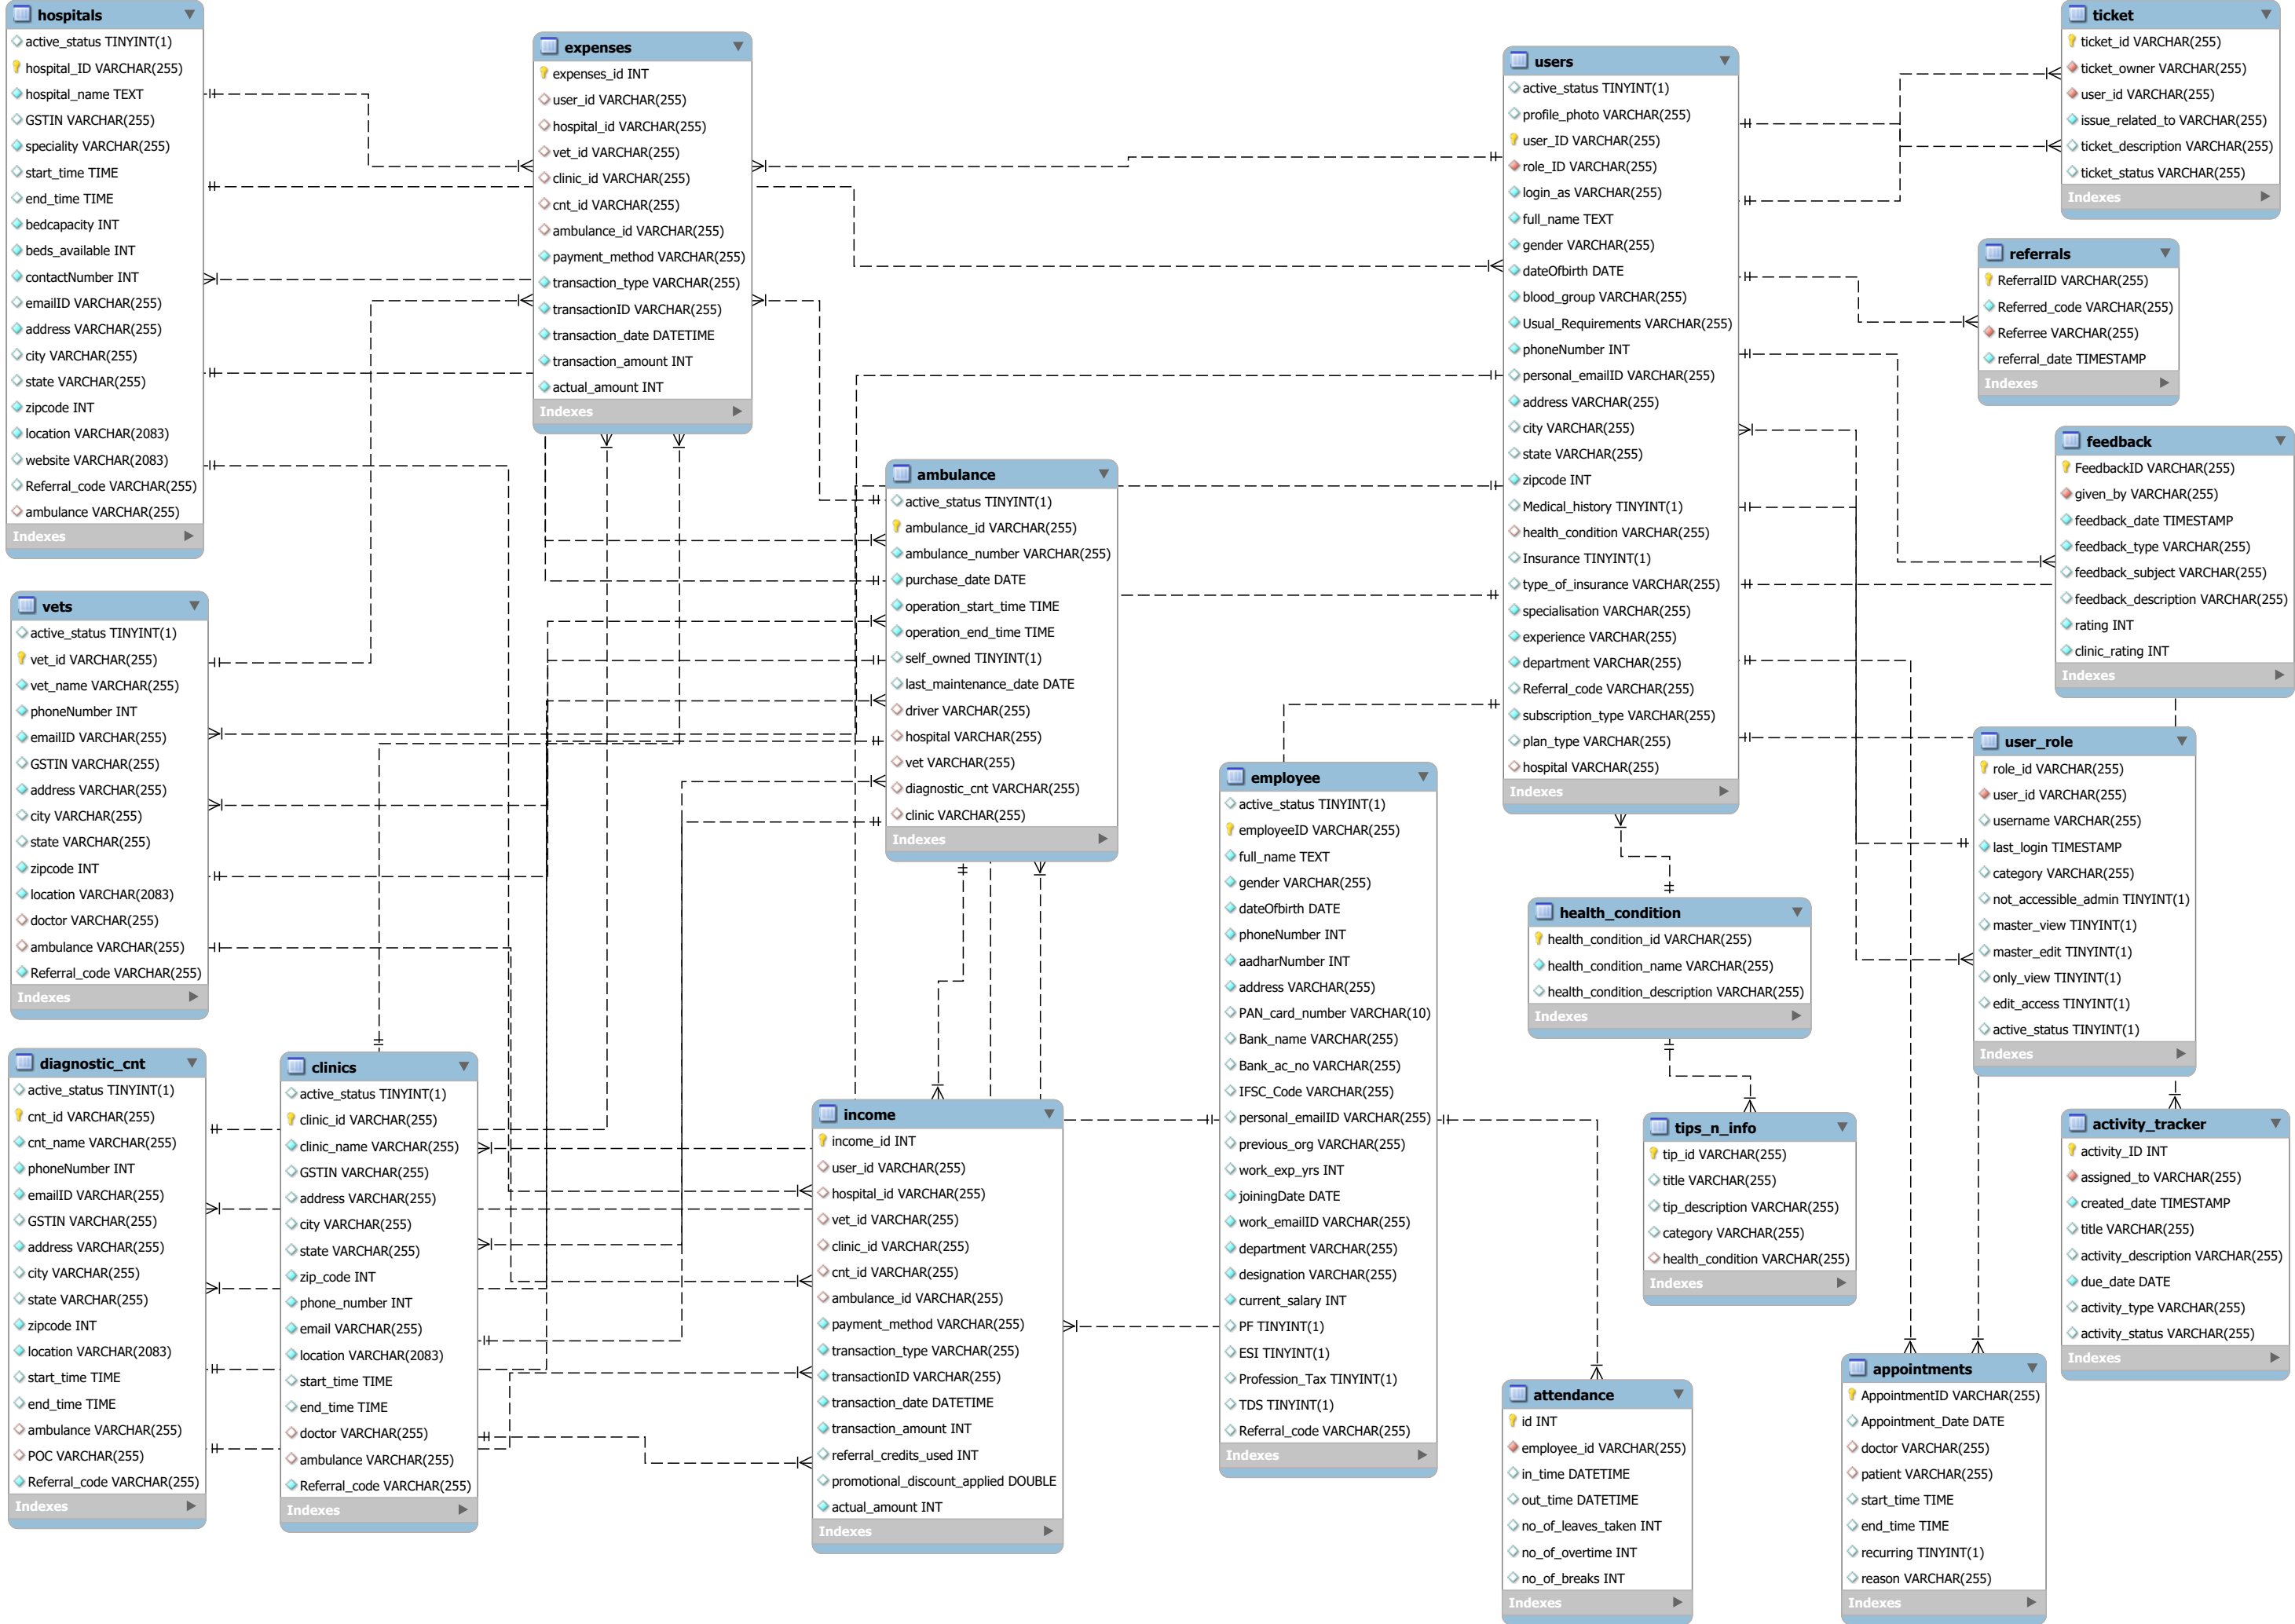 hospitals
active_status TINYINT(1)
hospital_ID VARCHAR(255)
hospital_name TEXT
GSTIN VARCHAR(255)
speciality VARCHAR(255)
start_time TIME
end_time TIME
bedcapacity INT
beds_available INT
contactNumber INT
emailID VARCHAR(255)
address VARCHAR(255)
city VARCHAR(255)
state VARCHAR(255)
zipcode INT
location VARCHAR(2083)
website VARCHAR(2083)
Referral_code VARCHAR(255)
ambulance VARCHAR(255)
Indexes
expenses
expenses_id INT
user_id VARCHAR(255)
hospital_id VARCHAR(255)
vet_id VARCHAR(255)
clinic_id VARCHAR(255)
cnt_id VARCHAR(255)
ambulance_id VARCHAR(255)
payment_method VARCHAR(255)
transaction_type VARCHAR(255)
transactionID VARCHAR(255)
transaction_date DATETIME
transaction_amount INT
actual_amount INT
Indexes
users
active_status TINYINT(1)
profile_photo VARCHAR(255)
user_ID VARCHAR(255)
role_ID VARCHAR(255)
login_as VARCHAR(255)
full_name TEXT
gender VARCHAR(255)
dateOfbirth DATE
blood_group VARCHAR(255)
Usual_Requirements VARCHAR(255)
phoneNumber INT
personal_emailID VARCHAR(255)
address VARCHAR(255)
city VARCHAR(255)
state VARCHAR(255)
zipcode INT
Medical_history TINYINT(1)
health_condition VARCHAR(255)
Insurance TINYINT(1)
type_of_insurance VARCHAR(255)
specialisation VARCHAR(255)
experience VARCHAR(255)
department VARCHAR(255)
Referral_code VARCHAR(255)
subscription_type VARCHAR(255)
plan_type VARCHAR(255)
hospital VARCHAR(255)
Indexes
ticket
ticket_id VARCHAR(255)
ticket_owner VARCHAR(255)
user_id VARCHAR(255)
issue_related_to VARCHAR(255)
ticket_description VARCHAR(255)
ticket_status VARCHAR(255)
Indexes
referrals
ReferralID VARCHAR(255)
Referred_code VARCHAR(255)
Referree VARCHAR(255)
referral_date TIMESTAMP
Indexes
feedback
FeedbackID VARCHAR(255)
given_by VARCHAR(255)
feedback_date TIMESTAMP
feedback_type VARCHAR(255)
feedback_subject VARCHAR(255)
feedback_description VARCHAR(255)
rating INT
clinic_rating INT
Indexes
ambulance
active_status TINYINT(1)
ambulance_id VARCHAR(255)
ambulance_number VARCHAR(255)
purchase_date DATE
operation_start_time TIME
operation_end_time TIME
self_owned TINYINT(1)
last_maintenance_date DATE
driver VARCHAR(255)
hospital VARCHAR(255)
vet VARCHAR(255)
diagnostic_cnt VARCHAR(255)
clinic VARCHAR(255)
Indexes
vets
active_status TINYINT(1)
vet_id VARCHAR(255)
vet_name VARCHAR(255)
phoneNumber INT
emailID VARCHAR(255)
GSTIN VARCHAR(255)
address VARCHAR(255)
city VARCHAR(255)
state VARCHAR(255)
zipcode INT
location VARCHAR(2083)
doctor VARCHAR(255)
ambulance VARCHAR(255)
Referral_code VARCHAR(255)
Indexes
employee
active_status TINYINT(1)
employeeID VARCHAR(255)
full_name TEXT
gender VARCHAR(255)
dateOfbirth DATE
phoneNumber INT
aadharNumber INT
address VARCHAR(255)
PAN_card_number VARCHAR(10)
Bank_name VARCHAR(255)
Bank_ac_no VARCHAR(255)
IFSC_Code VARCHAR(255)
personal_emailID VARCHAR(255)
previous_org VARCHAR(255)
work_exp_yrs INT
joiningDate DATE
work_emailID VARCHAR(255)
department VARCHAR(255)
designation VARCHAR(255)
current_salary INT
PF TINYINT(1)
ESI TINYINT(1)
Profession_Tax TINYINT(1)
TDS TINYINT(1)
Referral_code VARCHAR(255)
Indexes
user_role
role_id VARCHAR(255)
user_id VARCHAR(255)
username VARCHAR(255)
last_login TIMESTAMP
category VARCHAR(255)
not_accessible_admin TINYINT(1)
master_view TINYINT(1)
master_edit TINYINT(1)
only_view TINYINT(1)
edit_access TINYINT(1)
active_status TINYINT(1)
Indexes
health_condition
health_condition_id VARCHAR(255)
health_condition_name VARCHAR(255)
health_condition_description VARCHAR(255)
Indexes
diagnostic_cnt
active_status TINYINT(1)
cnt_id VARCHAR(255)
cnt_name VARCHAR(255)
phoneNumber INT
emailID VARCHAR(255)
GSTIN VARCHAR(255)
address VARCHAR(255)
city VARCHAR(255)
state VARCHAR(255)
zipcode INT
location VARCHAR(2083)
start_time TIME
end_time TIME
ambulance VARCHAR(255)
POC VARCHAR(255)
Referral_code VARCHAR(255)
Indexes
clinics
active_status TINYINT(1)
clinic_id VARCHAR(255)
clinic_name VARCHAR(255)
GSTIN VARCHAR(255)
address VARCHAR(255)
city VARCHAR(255)
state VARCHAR(255)
zip_code INT
phone_number INT
email VARCHAR(255)
location VARCHAR(2083)
start_time TIME
end_time TIME
doctor VARCHAR(255)
ambulance VARCHAR(255)
Referral_code VARCHAR(255)
Indexes
income
income_id INT
user_id VARCHAR(255)
hospital_id VARCHAR(255)
vet_id VARCHAR(255)
clinic_id VARCHAR(255)
cnt_id VARCHAR(255)
ambulance_id VARCHAR(255)
payment_method VARCHAR(255)
transaction_type VARCHAR(255)
transactionID VARCHAR(255)
transaction_date DATETIME
transaction_amount INT
referral_credits_used INT
promotional_discount_applied DOUBLE
actual_amount INT
Indexes
tips_n_info
tip_id VARCHAR(255)
title VARCHAR(255)
tip_description VARCHAR(255)
category VARCHAR(255)
health_condition VARCHAR(255)
Indexes
activity_tracker
activity_ID INT
assigned_to VARCHAR(255)
created_date TIMESTAMP
title VARCHAR(255)
activity_description VARCHAR(255)
due_date DATE
activity_type VARCHAR(255)
activity_status VARCHAR(255)
Indexes
attendance
id INT
employee_id VARCHAR(255)
in_time DATETIME
out_time DATETIME
no_of_leaves_taken INT
no_of_overtime INT
no_of_breaks INT
Indexes
appointments
AppointmentID VARCHAR(255)
Appointment_Date DATE
doctor VARCHAR(255)
patient VARCHAR(255)
start_time TIME
end_time TIME
recurring TINYINT(1)
reason VARCHAR(255)
Indexes